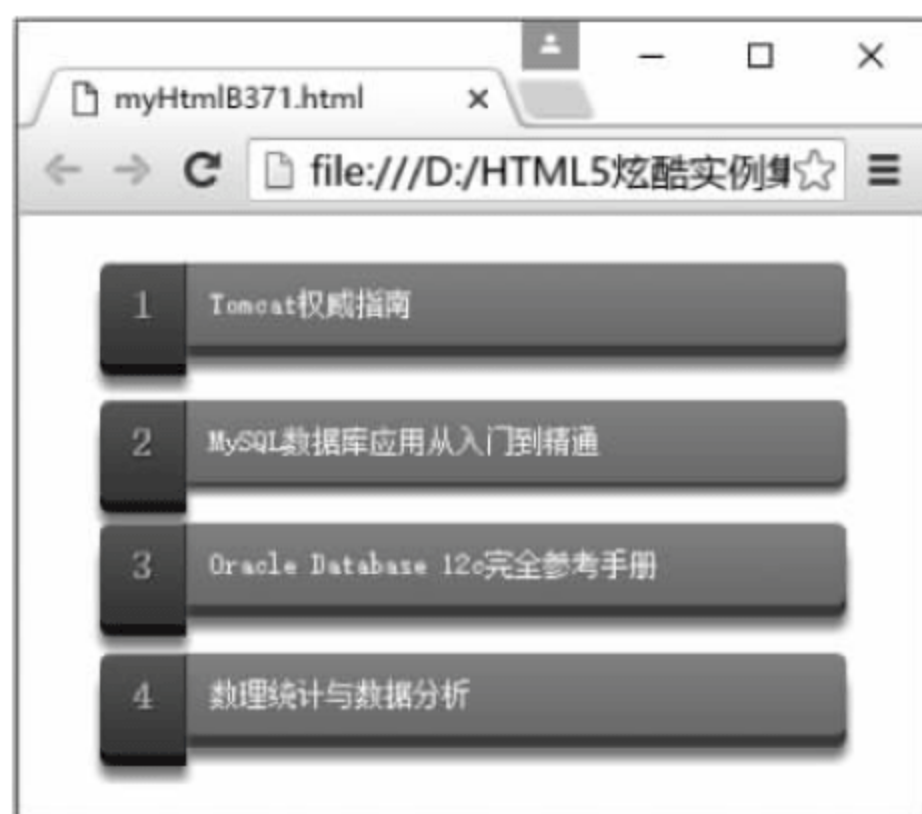 myHtmlB371.html
file:///D:/HTML5炫酷实例集
1 Tomcat权威指南
2 MySQL数据库应用从入门到精通
3 Oracle Database 12c完全参考手册
4 数理统计与数据分析